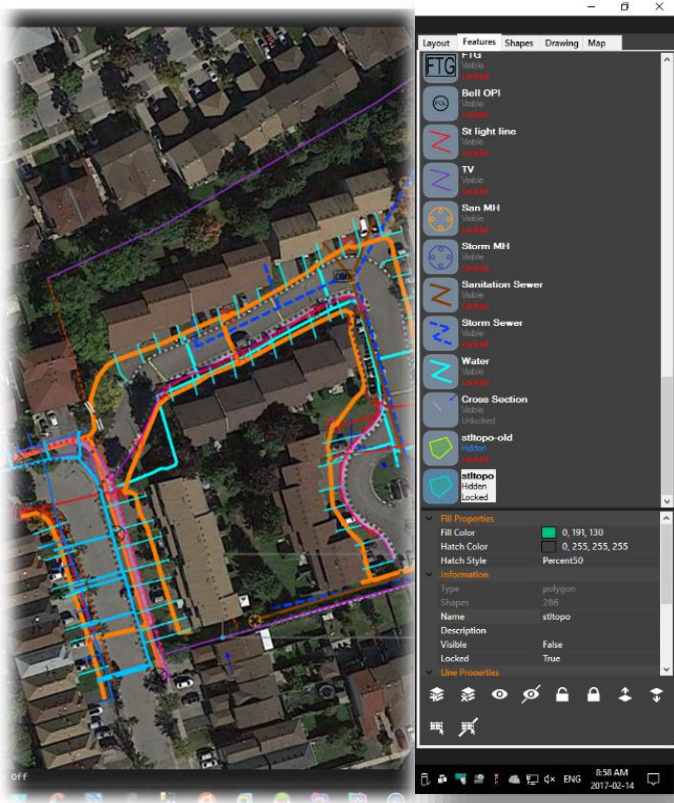 Layout Features Shapes Drawing Map
FTG
FTG
Visible
Locked
Bell OPI
Visible
Locked
St light line
Visible
Locked
TV
Visible
Locked
San MH
Visible
Locked
Storm MH
Visible
Locked
Sanitation Sewer
Visible
Locked
Storm Sewer
Visible
Locked
Water
Visible
Locked
Cross Section
Visible
Unlocked
stltopo-old
Hidden
Locked
stltopo
Hidden
Locked
Fill Properties
Fill Color 0, 191, 130
Hatch Color 0, 255, 255, 255
Hatch Style Percent50
Information
Type polygon
Shapes 286
Name stltopo
Description
Visible False
Locked True
Line Properties
Off
ENG 8:58 AM
2017-02-14